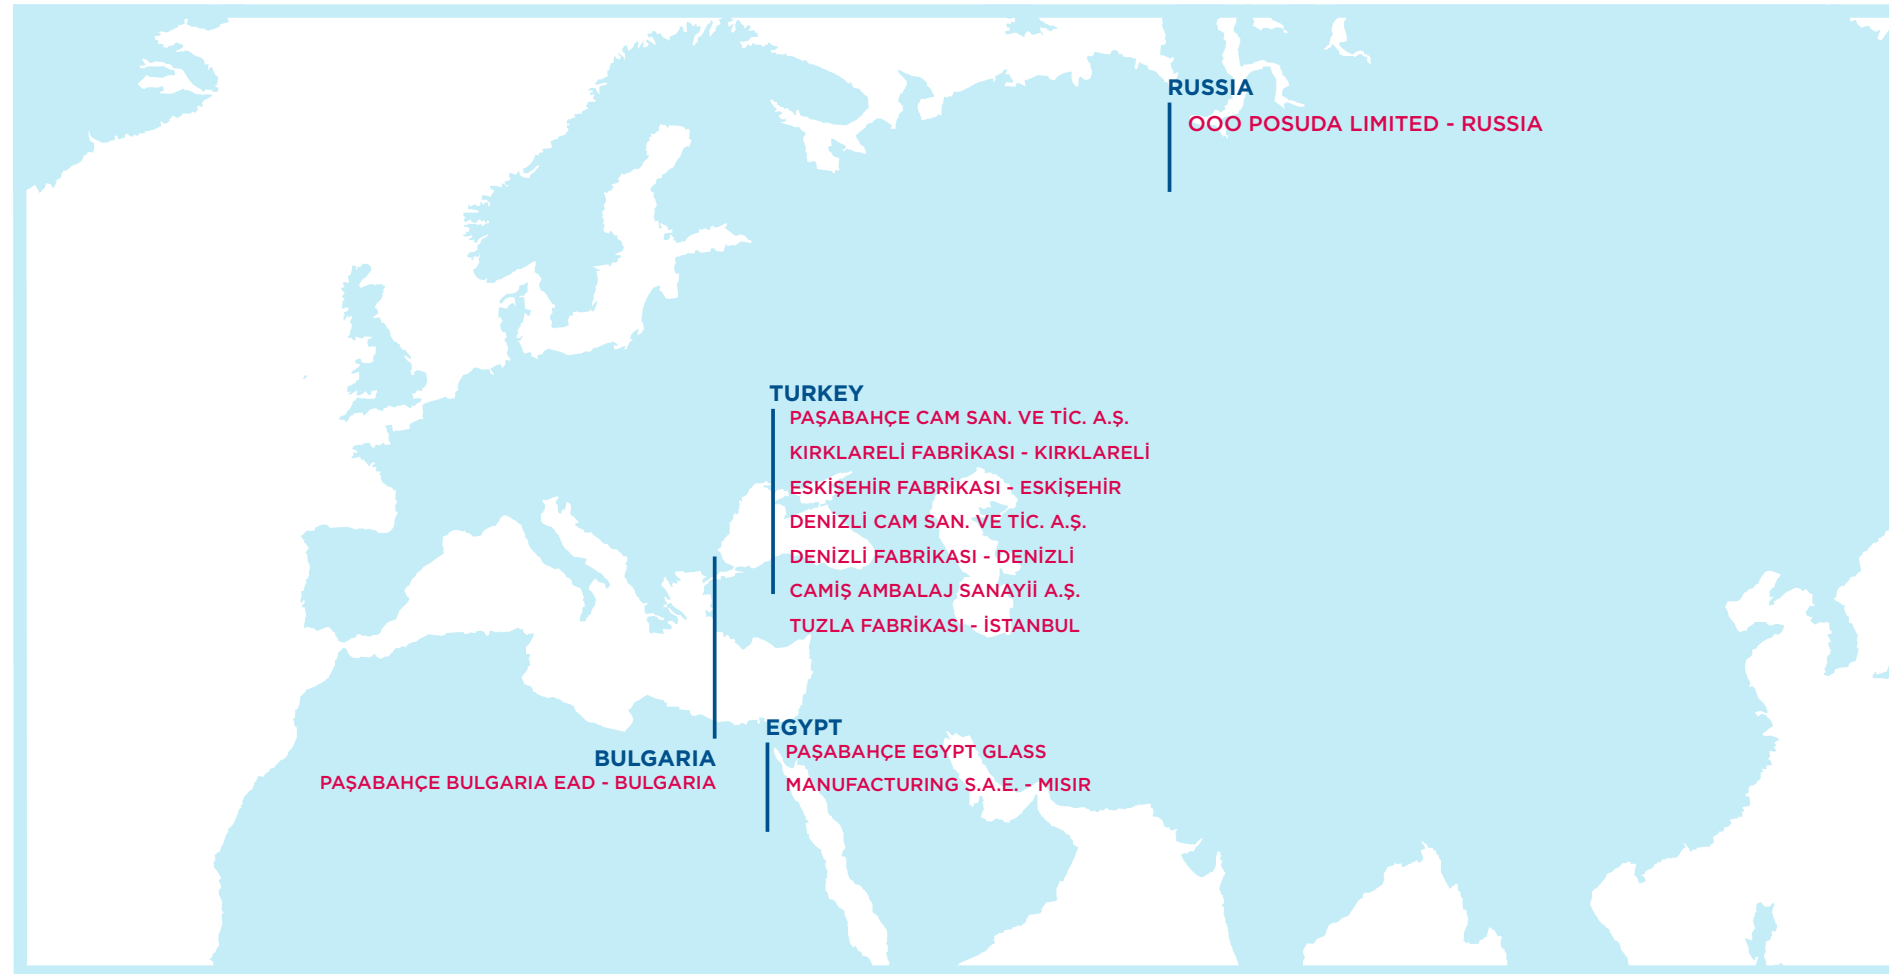 RUSSIA
OOO POSUDA LIMITED - RUSSIA
TURKEY
PAŞABAHÇE CAM SAN. VE TİC. A.Ş.
KIRKLARELİ FABRİKASI - KIRKLARELİ
ESKİŞEHİR FABRİKASI - ESKİŞEHİR
DENİZLİ CAM SAN. VE TİC. A.Ş.
DENİZLİ FABRİKASI - DENİZLİ
CAMİŞ AMBALAJ SANAYİİ A.Ş.
TUZLA FABRİKASI - İSTANBUL
BULGARIA
PAŞABAHÇE BULGARIA EAD - BULGARIA
EGYPT
PAŞABAHÇE EGYPT GLASS
MANUFACTURING S.A.E. - MISIR